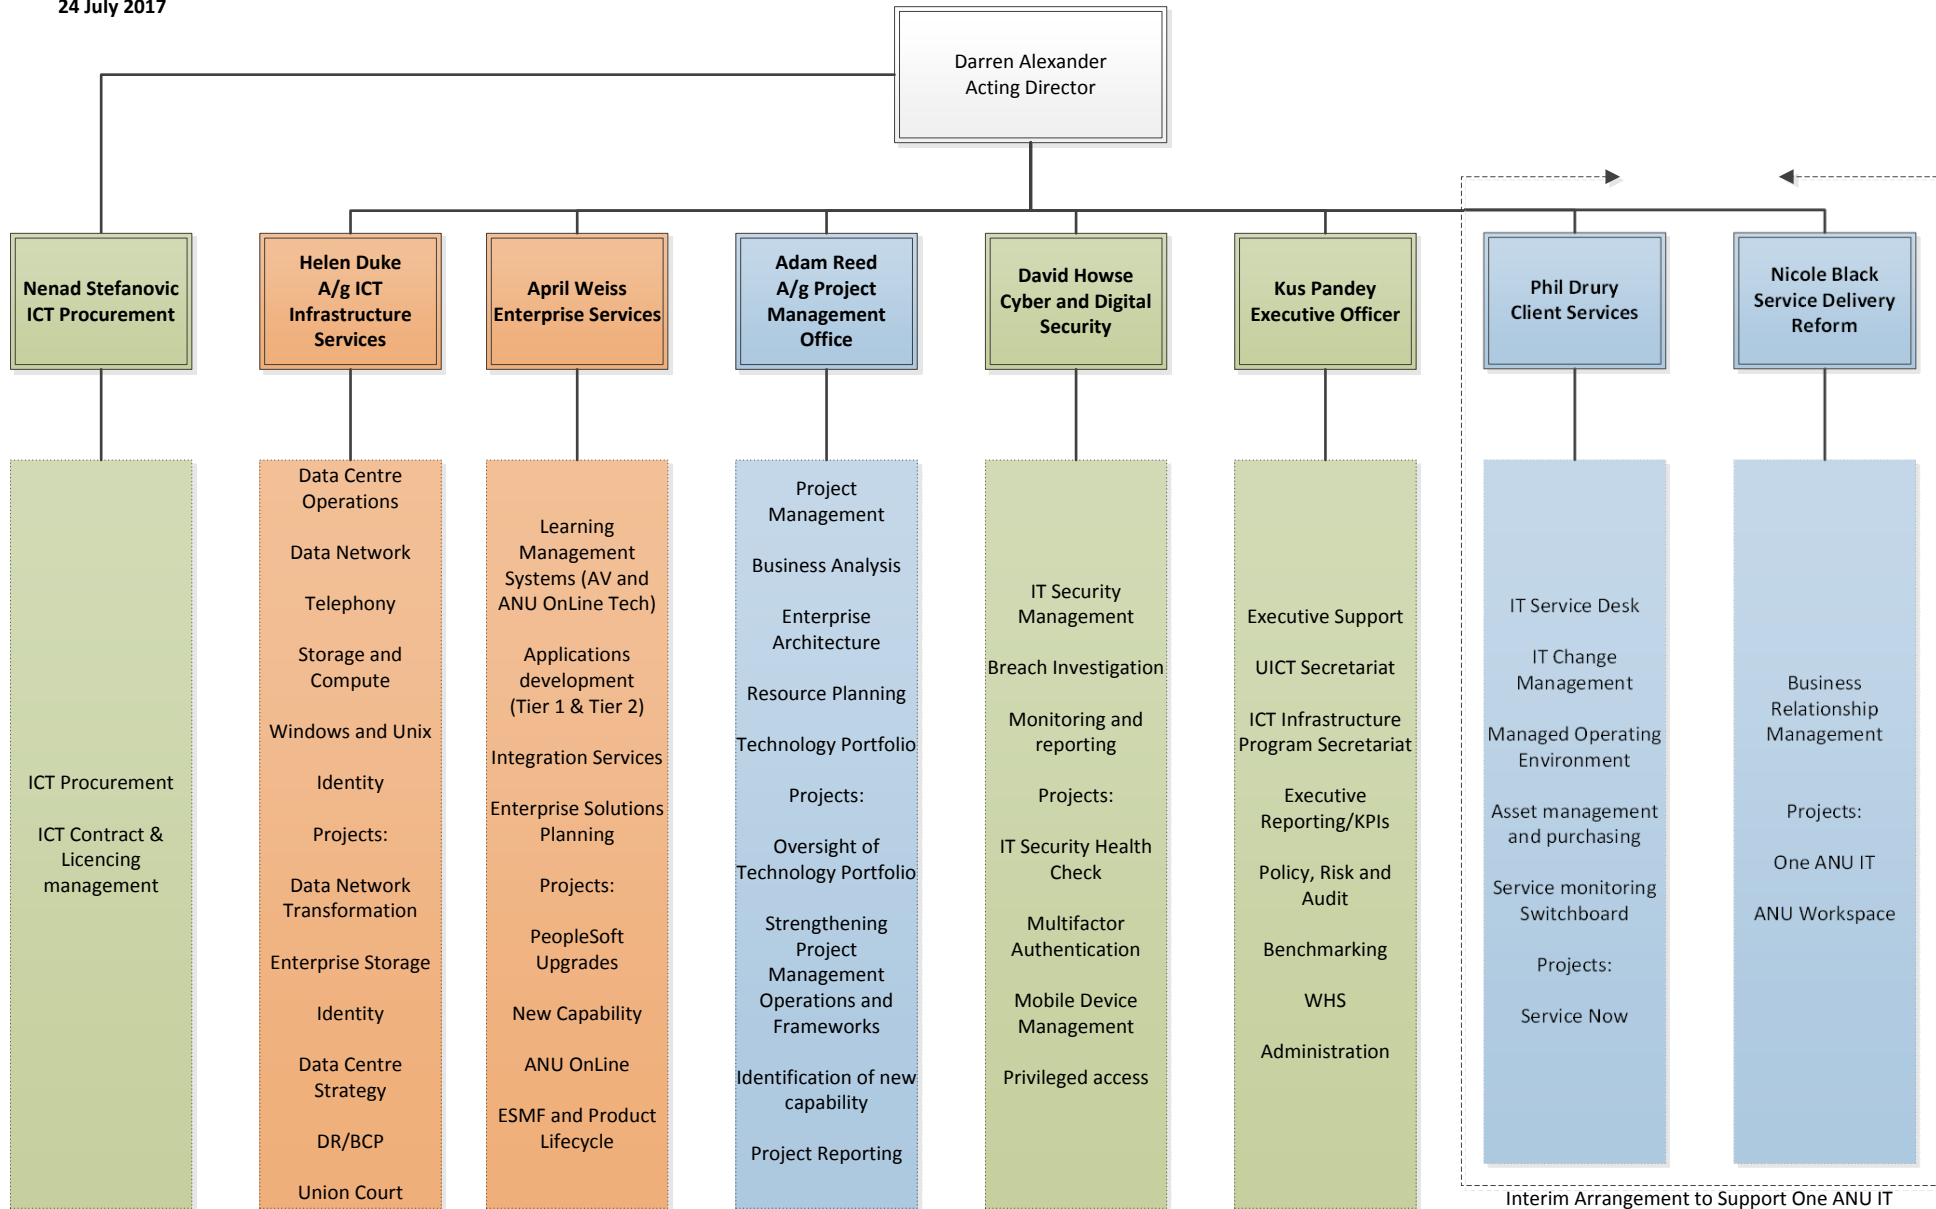 24 July 2017
Darren Alexander
Acting Director
Nenad Stefanovic
ICT Procurement
Helen Duke
A/g ICT
Infrastructure
Services
April Weiss
Enterprise Services
Adam Reed
A/g Project
Management
Office
David Howse
Cyber and Digital
Security
Kus Pandey
Executive Officer
Phil Drury
Client Services
Nicole Black
Service Delivery
Reform
ICT Procurement
ICT Contract &
Licencing
management
Data Centre
Operations
Data Network
Telephony
Storage and
Compute
Windows and Unix
Identity
Projects:
Data Network
Transformation
Enterprise Storage
Identity
Data Centre
Strategy
DR/BCP
Union Court
Learning
Management
Systems (AV and
ANU OnLine Tech)
Applications
development
(Tier 1 & Tier 2)
Integration Services
Enterprise Solutions
Planning
Projects:
PeopleSoft
Upgrades
New Capability
ANU OnLine
ESMF and Product
Lifecycle
Project
Management
Business Analysis
Enterprise
Architecture
Resource Planning
Technology Portfolio
Projects:
Oversight of
Technology Portfolio
Strengthening
Project
Management
Operations and
Frameworks
Identification of new
capability
Project Reporting
IT Security
Management
Breach Investigation
Monitoring and
reporting
Projects:
IT Security Health
Check
Multifactor
Authentication
Mobile Device
Management
Privileged access
Executive Support
UICT Secretariat
ICT Infrastructure
Program Secretariat
Executive
Reporting/KPIs
Policy, Risk and
Audit
Benchmarking
WHS
Administration
IT Service Desk
IT Change
Management
Managed Operating
Environment
Asset management
and purchasing
Service monitoring
Switchboard
Projects:
Service Now
Business
Relationship
Management
Projects:
One ANU IT
ANU Workspace
Interim Arrangement to Support One ANU IT